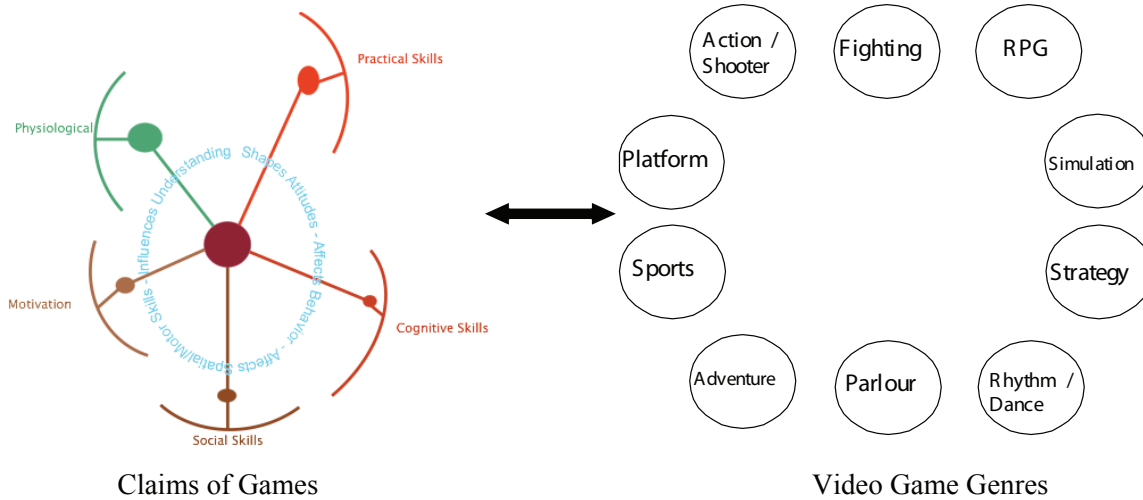 Practical Skills
Physiological
Shapes Attitudes - Affects Behavior - Affects Spatial/Motor Skills - Influences Understanding
Motivation
Cognitive Skills
Social Skills
Claims of Games
Action /
Shooter
Fighting
RPG
Platform
Simulation
Sports
Strategy
Adventure
Parlour
Rhythm /
Dance
Video Game Genres